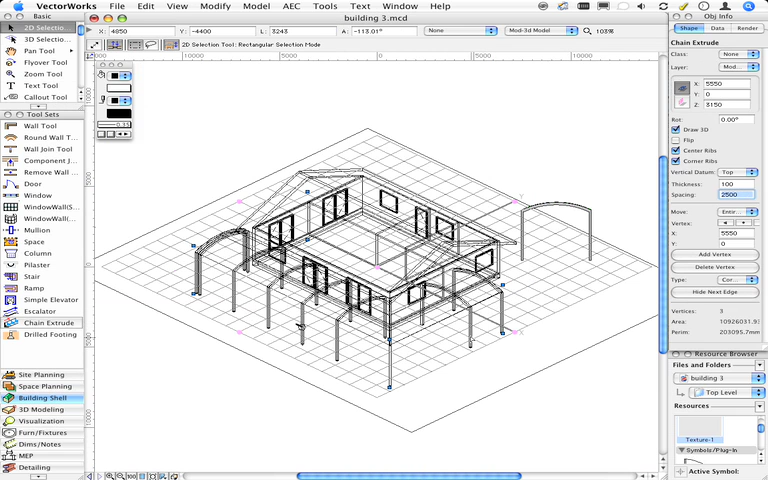 VectorWorks File Edit View Modify Model AEC Tools Text Window Help
Basic
building 3.mcd
Obj Info
2D Selectio
X: 4850 Y: -4400 L: 3243 A: -113.01° None Mod-3d Model 103%
Shape Data Render
3D Selectio...
2D Selection Tool: Rectangular Selection Mode
Chain Extrude
Pan Tool
Class: None
Flyover Tool
Layer: Mod...
Zoom Tool
Text Tool
Callout Tool
X: 5550
Y: 0
Z: 3150
Tool Sets
Rot: 0.00°
Wall Tool
Draw 3D
Round Wall T...
Flip
Wall Join Tool
Center Ribs
Component J...
Corner Ribs
Remove Wall ...
Vertical Datum: Top
Door
Thickness: 100
Window
Spacing: 2500
WindowWall(S...
WindowWall(...
Move: Entir...
Mullion
Vertex:
Space
X: 5550
Column
Y: 0
Pilaster
Add Vertex
Stair
Delete Vertex
Ramp
Type: Cor...
Simple Elevator
Hide Next Edge
Escalator
Vertices: 3
Chain Extrude
Drilled Footing
Perim: 203095.7mm
Resource Browser
Files and Folders
Site Planning
building 3
Space Planning
Top Level
Building Shell
Resources
3D Modeling
Visualization
Furn/Fixtures
Texture-1
Dims/Notes
Symbols/Plug-In
MEP
Detailing
Active Symbol: